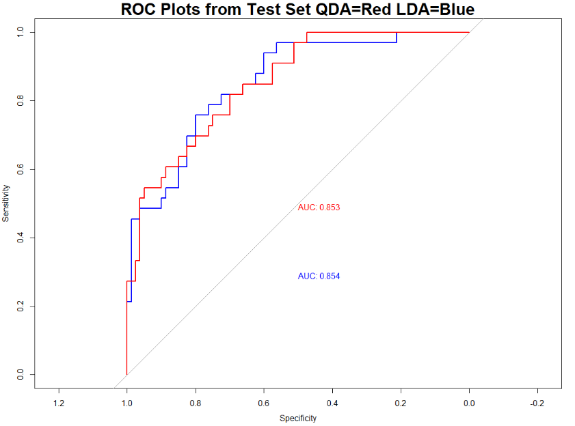 ROC Plots from Test Set QDA=Red LDA=Blue
1.0
0.8
0.6
0.4
0.2
0.0
Sensitivity
AUC: 0.853
AUC: 0.854
1.2 1.0 0.8 0.6 0.4 0.2 0.0 -0.2
Specificity